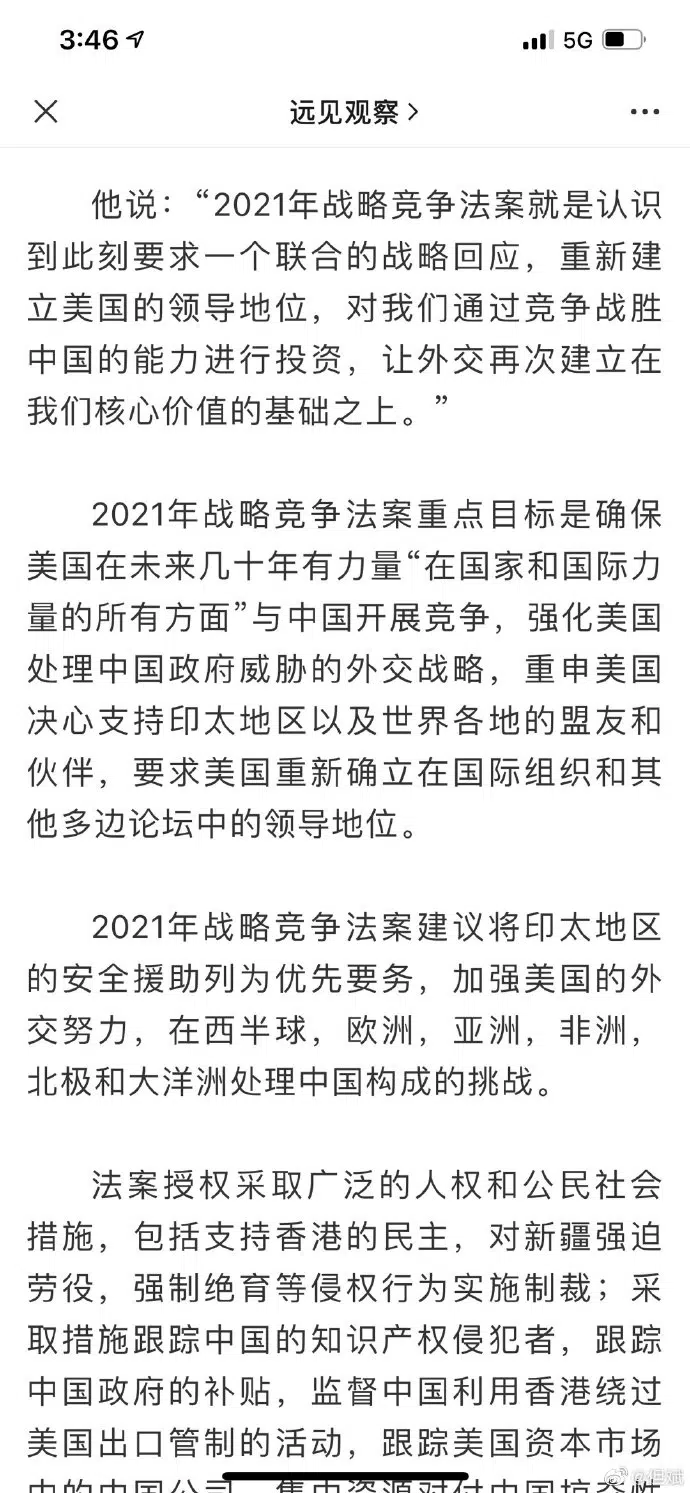 3:46
5G
远见观察
他说：“2021年战略竞争法案就是认识
到此刻要求一个联合的战略回应，重新建
立美国的领导地位，对我们通过竞争战胜
中国的能力进行投资，让外交再次建立在
我们核心价值的基础之上。”
2021年战略竞争法案重点目标是确保
美国在未来几十年有力量“在国家和国际力
量的所有方面”与中国开展竞争，强化美国
处理中国政府威胁的外交战略，重申美国
决心支持印太地区以及世界各地的盟友和
伙伴，要求美国重新确立在国际组织和其
他多边论坛中的领导地位。
2021年战略竞争法案建议将印太地区
的安全援助列为优先要务，加强美国的外
交努力，在西半球，欧洲，亚洲，非洲，
北极和大洋洲处理中国构成的挑战。
法案授权采取广泛的人权和公民社会
措施，包括支持香港的民主，对新疆强迫
劳役，强制绝育等侵权行为实施制裁；采
取措施跟踪中国的知识产权侵犯者，跟踪
中国政府的补贴，监督中国利用香港绕过
美国出口管制的活动，跟踪美国资本市场
中的中国公司，集中资源对付中国掠夺性
@但斌